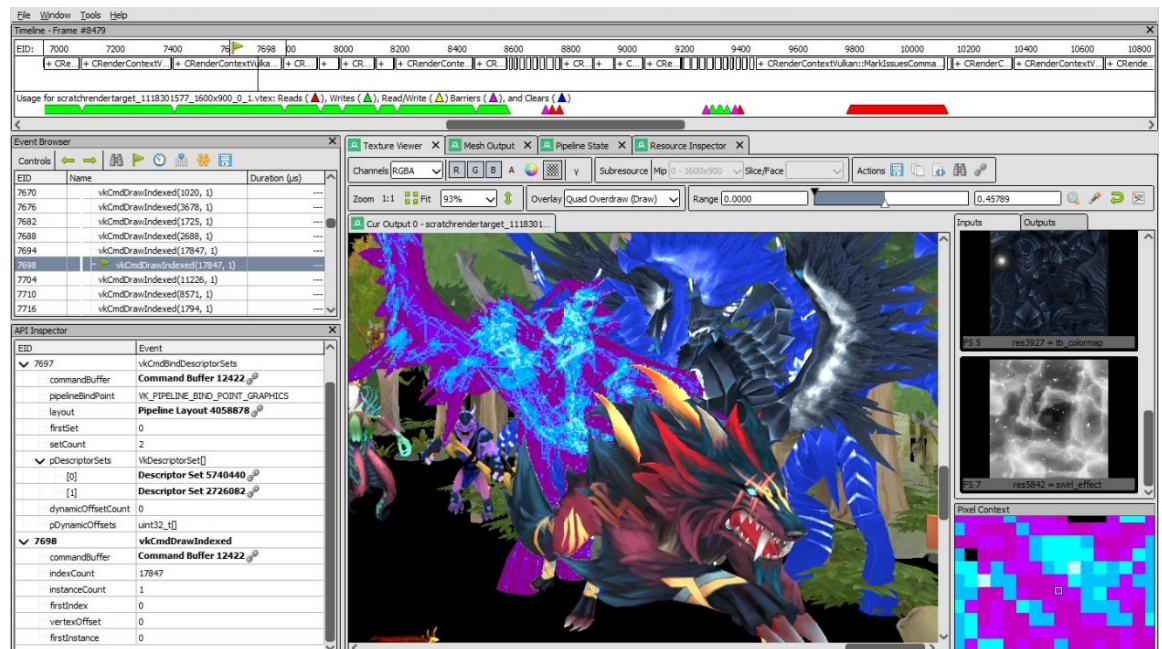 File Window Tools Help
Timeline - Frame #8479
EID: 7000 7200 7400 76 7698 00 8000 8200 8400 8600 8800 9000 9200 9400 9600 9800 10000 10200 10400 10600 10800
+ CRe... + CRenderContextV... + CRenderContextVulka... + CR... + + CR... + + CRenderConte... + CR... + CR... + + C... + CRe... + CRenderContextVulkan::MarkIssuesComma... + CRenderC... + CRenderContextV... + CRende...
Usage for scratchrendertarget_1118301577_1600x900_0_1.vtex: Reads ( ), Writes ( ), Read/Write ( ) Barriers ( ), and Clears ( )
Event Browser
Controls
EID Name Duration (µs)
7670 vkCmdDrawIndexed(1020, 1) ---
7676 vkCmdDrawIndexed(3678, 1) ---
7682 vkCmdDrawIndexed(1725, 1) ---
7688 vkCmdDrawIndexed(2688, 1) ---
7694 vkCmdDrawIndexed(17847, 1) ---
7698 vkCmdDrawIndexed(17847, 1) ---
7704 vkCmdDrawIndexed(11226, 1) ---
7710 vkCmdDrawIndexed(8571, 1) ---
7716 vkCmdDrawIndexed(1794, 1) ---
API Inspector
EID Event
7697 vkCmdBindDescriptorSets
commandBuffer Command Buffer 12422
pipelineBindPoint VK_PIPELINE_BIND_POINT_GRAPHICS
layout Pipeline Layout 4058878
firstSet 0
setCount 2
pDescriptorSets VkDescriptorSet[]
[0] Descriptor Set 5740440
[1] Descriptor Set 2726082
dynamicOffsetCount 0
pDynamicOffsets uint32_t[]
7698 vkCmdDrawIndexed
commandBuffer Command Buffer 12422
indexCount 17847
instanceCount 1
firstIndex 0
vertexOffset 0
firstInstance 0
Texture Viewer Mesh Output Pipeline State Resource Inspector
Channels RGBA R G B A γ Subresource Mip 0 - 1600x900 Slice/Face Actions
Zoom 1:1 Fit 93% Overlay Quad Overdraw (Draw) Range 0.0000 0.45789
Cur Output 0 - scratchrendertarget_1118301...
Inputs Outputs
FS 5 res3927 = tb_colormap
FS 7 res5842 = swirl_effect
Pixel Context